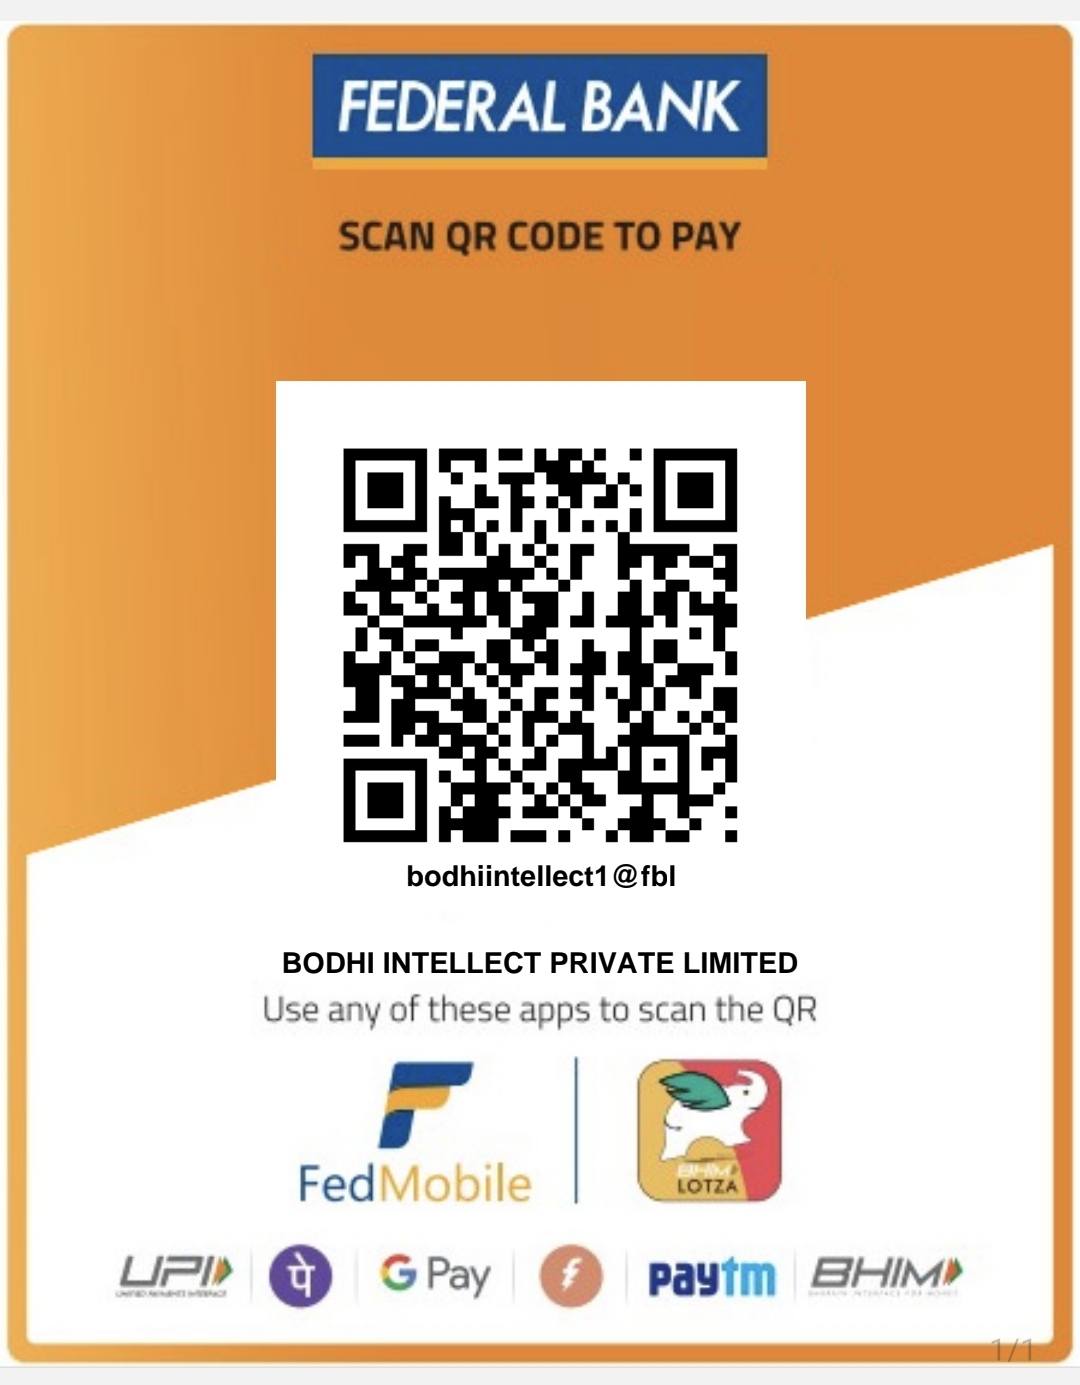 FEDERAL BANK
SCAN QR CODE TO PAY
bodhiintellect1@fbl
BODHI INTELLECT PRIVATE LIMITED
Use any of these apps to scan the QR
FedMobile
BHIM
LOTZA
UPI
UNIFIED PAYMENTS INTERFACE
पे
G Pay
paytm
BHIM
1/1